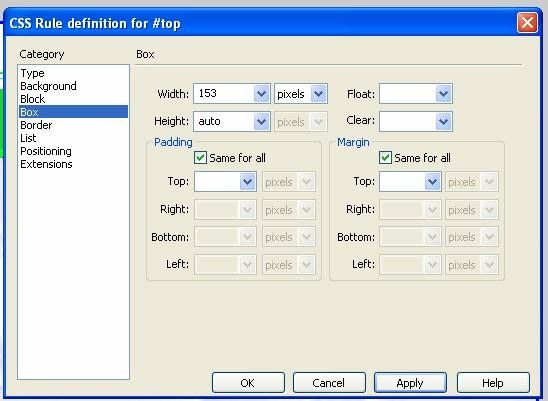 CSS Rule definition for #top
Category
Type
Background
Block
Box
Border
List
Positioning
Extensions
Box
Width: 153 pixels Float:
Height: auto pixels Clear:
Padding Margin
Same for all Same for all
Top: pixels Top: pixels
Right: pixels Right: pixels
Bottom: pixels Bottom: pixels
Left: pixels Left: pixels
OK Cancel Apply Help